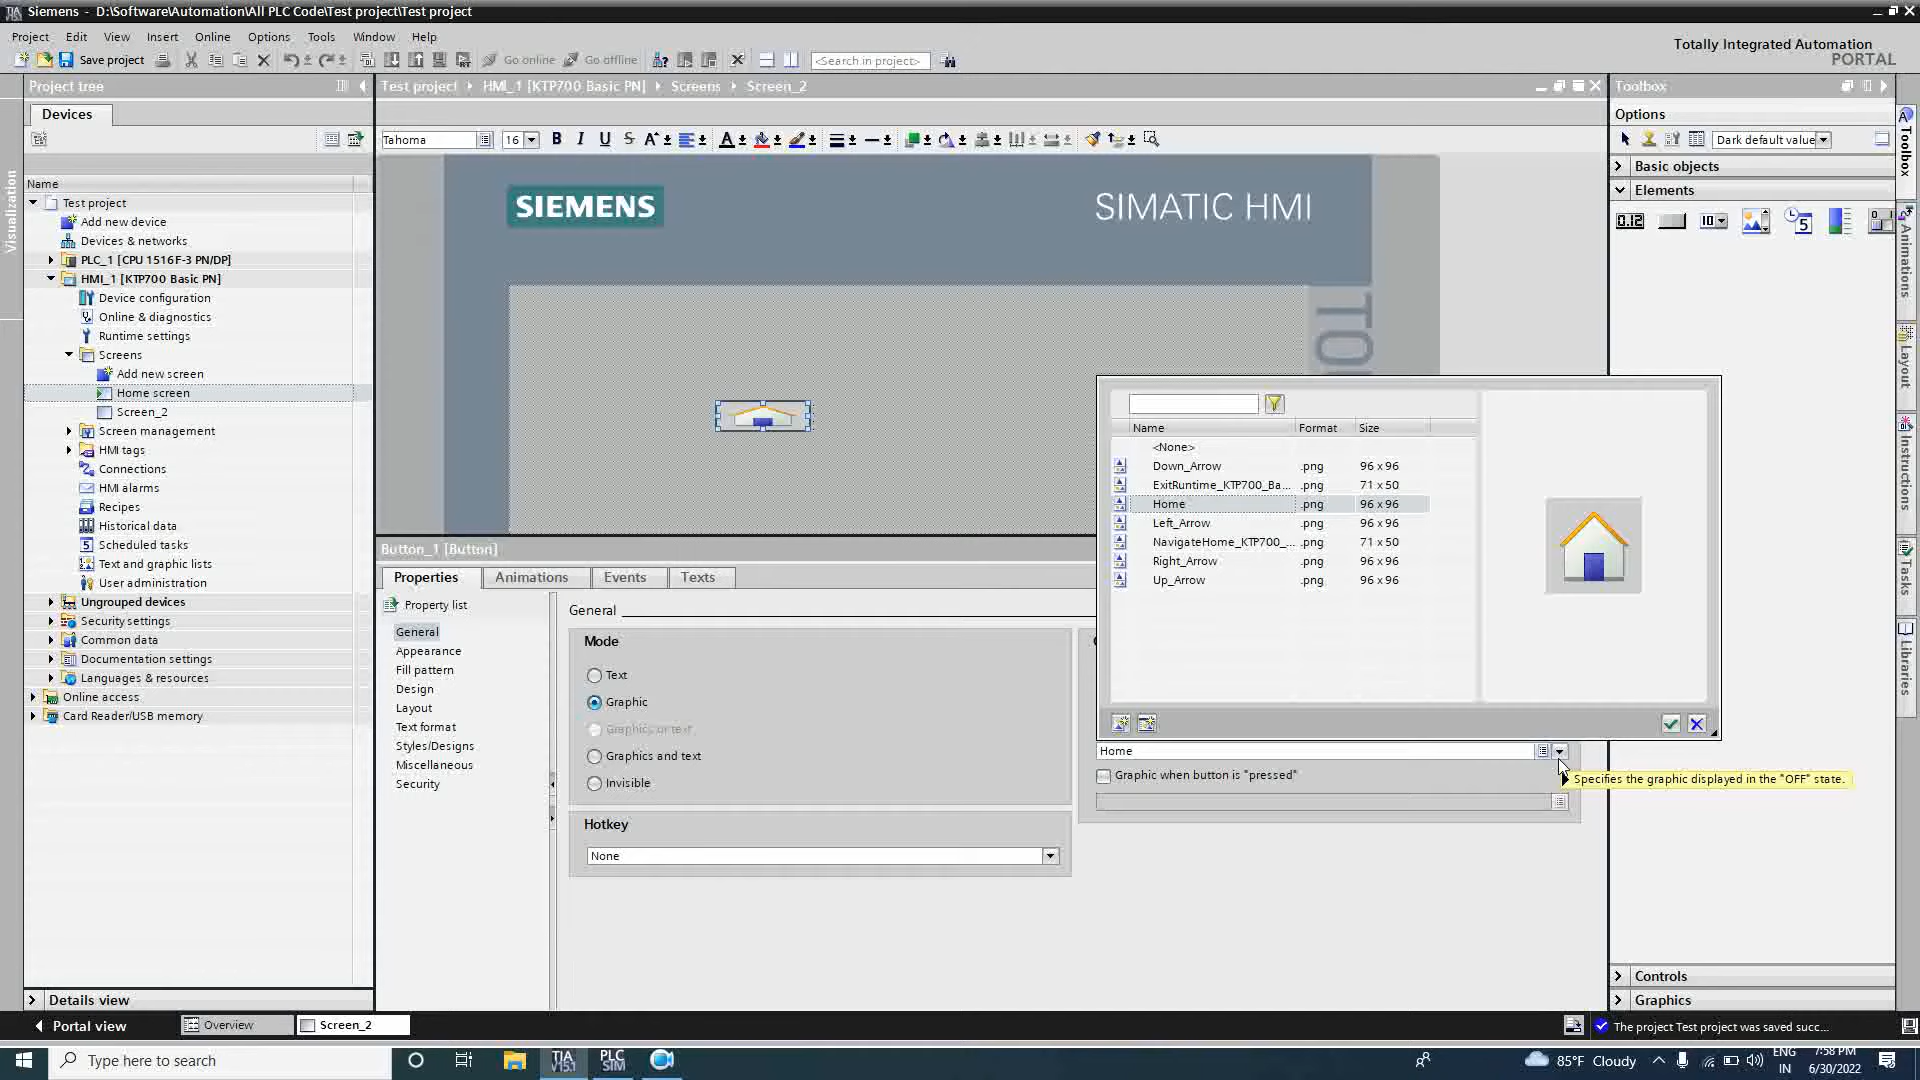 Siemens - D:\Software\Automation\All PLC Code\Test project\Test project
Project Edit View Insert Online Options Tools Window Help
Totally Integrated Automation
PORTAL
Save project
Go online
Go offline
<Search in project>
Project tree
Test project
HMI_1 [KTP700 Basic PN]
Screens
Screen_2
Toolbox
Devices
Options
Tahoma
16
B I U S
Dark default value
Basic objects
Elements
Name
Test project
Add new device
Devices & networks
PLC_1 [CPU 1516F-3 PN/DP]
HMI_1 [KTP700 Basic PN]
Device configuration
Online & diagnostics
Runtime settings
Screens
Add new screen
Home screen
Screen_2
Screen management
HMI tags
Connections
HMI alarms
Recipes
Historical data
Scheduled tasks
Text and graphic lists
User administration
Ungrouped devices
Security settings
Common data
Documentation settings
Languages & resources
Online access
Card Reader/USB memory
Details view
Visualization
SIEMENS
SIMATIC HMI
Name Format Size
<None>
Down_Arrow .png 96 x 96
ExitRuntime_KTP700_Ba... .png 71 x 50
Home .png 96 x 96
Left_Arrow .png 96 x 96
NavigateHome_KTP700_... .png 71 x 50
Right_Arrow .png 96 x 96
Up_Arrow .png 96 x 96
Home
Graphic when button is "pressed"
Specifies the graphic displayed in the "OFF" state.
Button_1 [Button]
Properties Animations Events Texts
Property list
General
Appearance
Fill pattern
Design
Layout
Text format
Styles/Designs
Miscellaneous
Security
General
Mode
Text
Graphic
Graphics or text
Graphics and text
Invisible
Hotkey
None
Toolbox
Animations
Layout
Instructions
Tasks
Libraries
Controls
Graphics
Portal view
Overview
Screen_2
The project Test project was saved succ...
Type here to search
TIA
V15.1
PLC
SIM
85°F Cloudy
ENG
IN
7:58 PM
6/30/2022